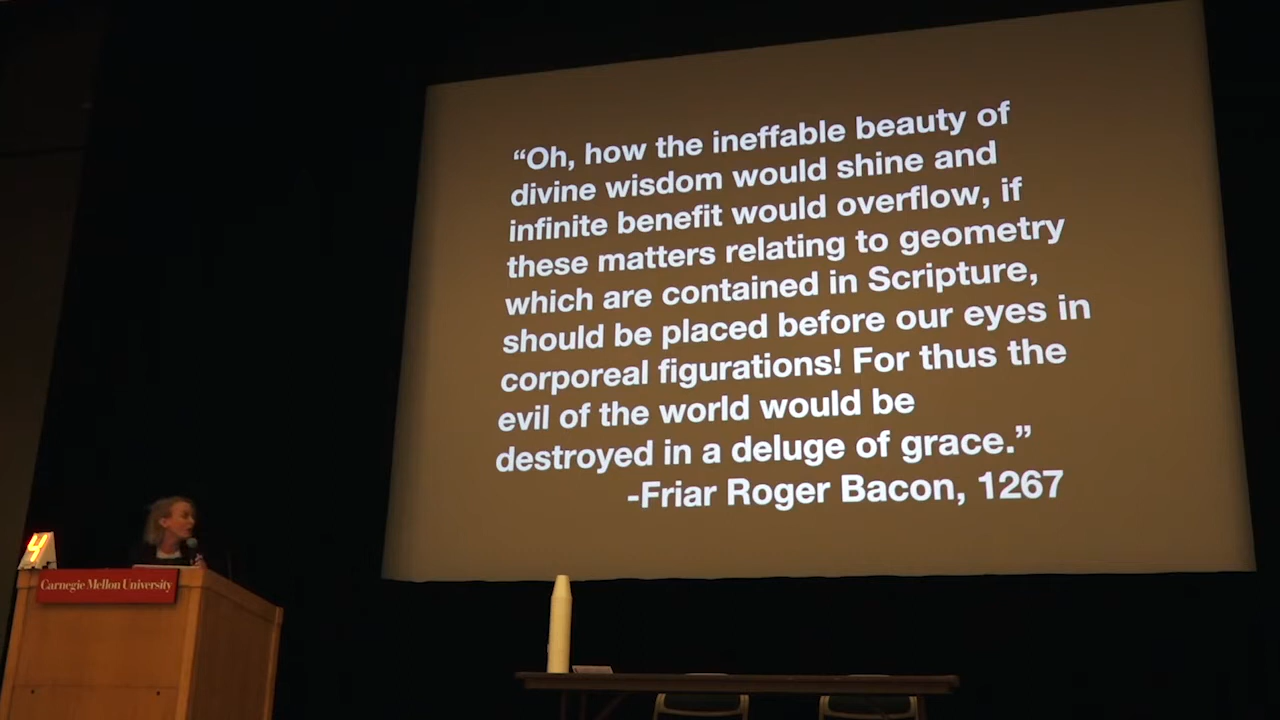 “Oh, how the ineffable beauty of
divine wisdom would shine and
infinite benefit would overflow, if
these matters relating to geometry
which are contained in Scripture,
should be placed before our eyes in
corporeal figurations! For thus the
evil of the world would be
destroyed in a deluge of grace.”
-Friar Roger Bacon, 1267
4
Carnegie Mellon University